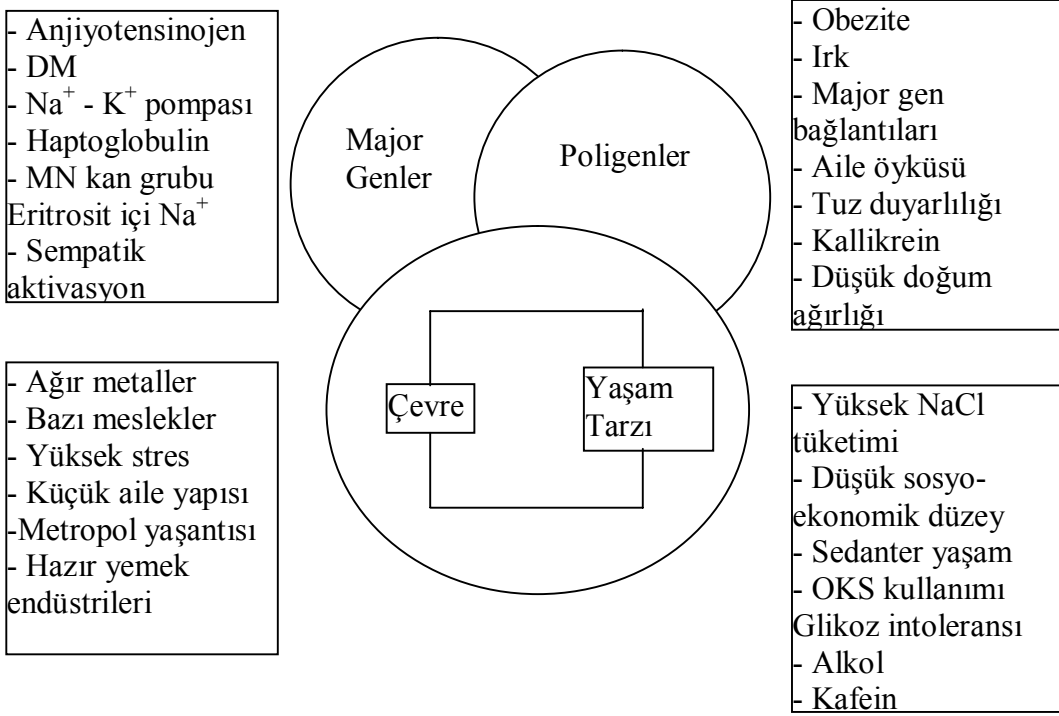 - Anjiyotensinojen
- DM
- Na⁺ - K⁺ pompası
- Haptoglobulin
- MN kan grubu
Eritrosit içi Na⁺
- Sempatik
aktivasyon
Major
Genler
Poligenler
- Obezite
- Irk
- Major gen
bağlantıları
- Aile öyküsü
- Tuz duyarlılığı
- Kallikrein
- Düşük doğum
ağırlığı
- Ağır metaller
- Bazı meslekler
- Yüksek stres
- Küçük aile yapısı
-Metropol yaşantısı
- Hazır yemek
endüstrileri
Çevre
Yaşam
Tarzı
- Yüksek NaCl
tüketimi
- Düşük sosyo-
ekonomik düzey
- Sedanter yaşam
- OKS kullanımı
Glikoz intoleransı
- Alkol
- Kafein